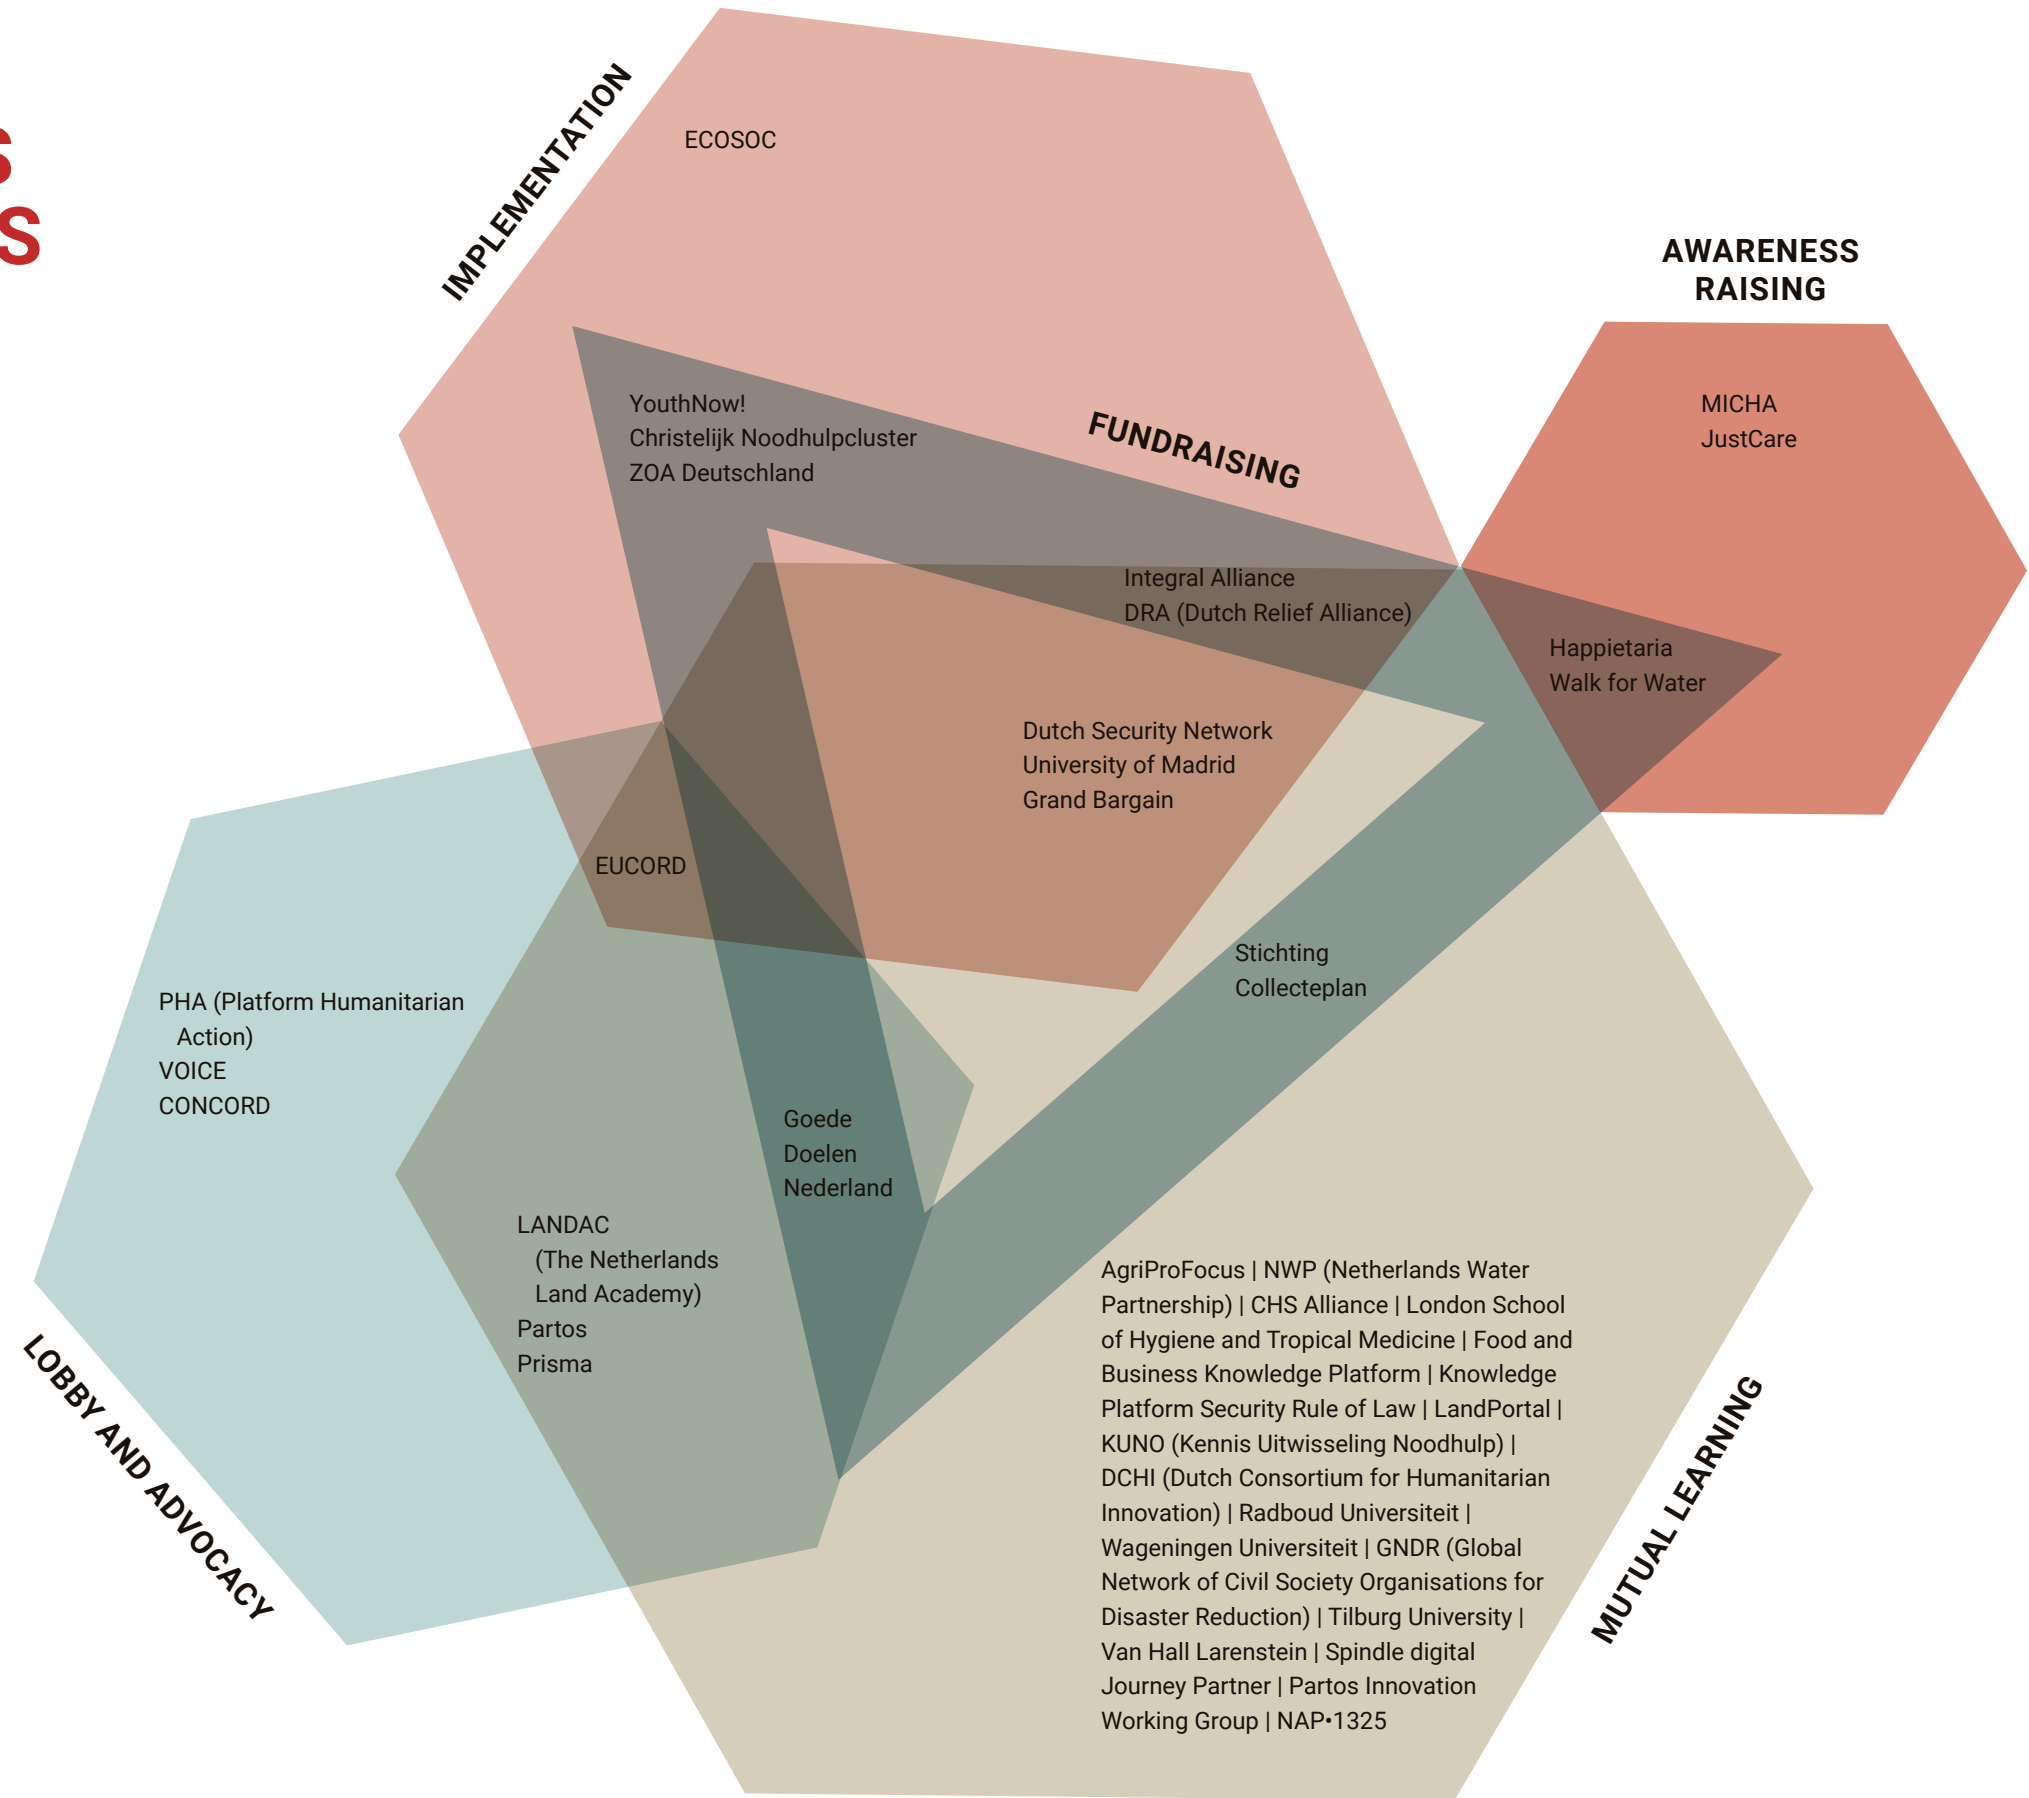 S
S
IMPLEMENTATION
ECOSOC
AWARENESS
RAISING
YouthNow!
Christelijk Noodhulpcluster
ZOA Deutschland
FUNDRAISING
MICHA
JustCare
Integral Alliance
DRA (Dutch Relief Alliance)
Happietaria
Walk for Water
Dutch Security Network
University of Madrid
Grand Bargain
EUCORD
Stichting
Collecteplan
PHA (Platform Humanitarian
Action)
VOICE
CONCORD
Goede
Doelen
Nederland
LANDAC
(The Netherlands
Land Academy)
Partos
Prisma
LOBBY AND ADVOCACY
AgriProFocus | NWP (Netherlands Water
Partnership) | CHS Alliance | London School
of Hygiene and Tropical Medicine | Food and
Business Knowledge Platform | Knowledge
Platform Security Rule of Law | LandPortal |
KUNO (Kennis Uitwisseling Noodhulp) |
DCHI (Dutch Consortium for Humanitarian
Innovation) | Radboud Universiteit |
Wageningen Universiteit | GNDR (Global
Network of Civil Society Organisations for
Disaster Reduction) | Tilburg University |
Van Hall Larenstein | Spindle digital
Journey Partner | Partos Innovation
Working Group | NAP•1325
MUTUAL LEARNING